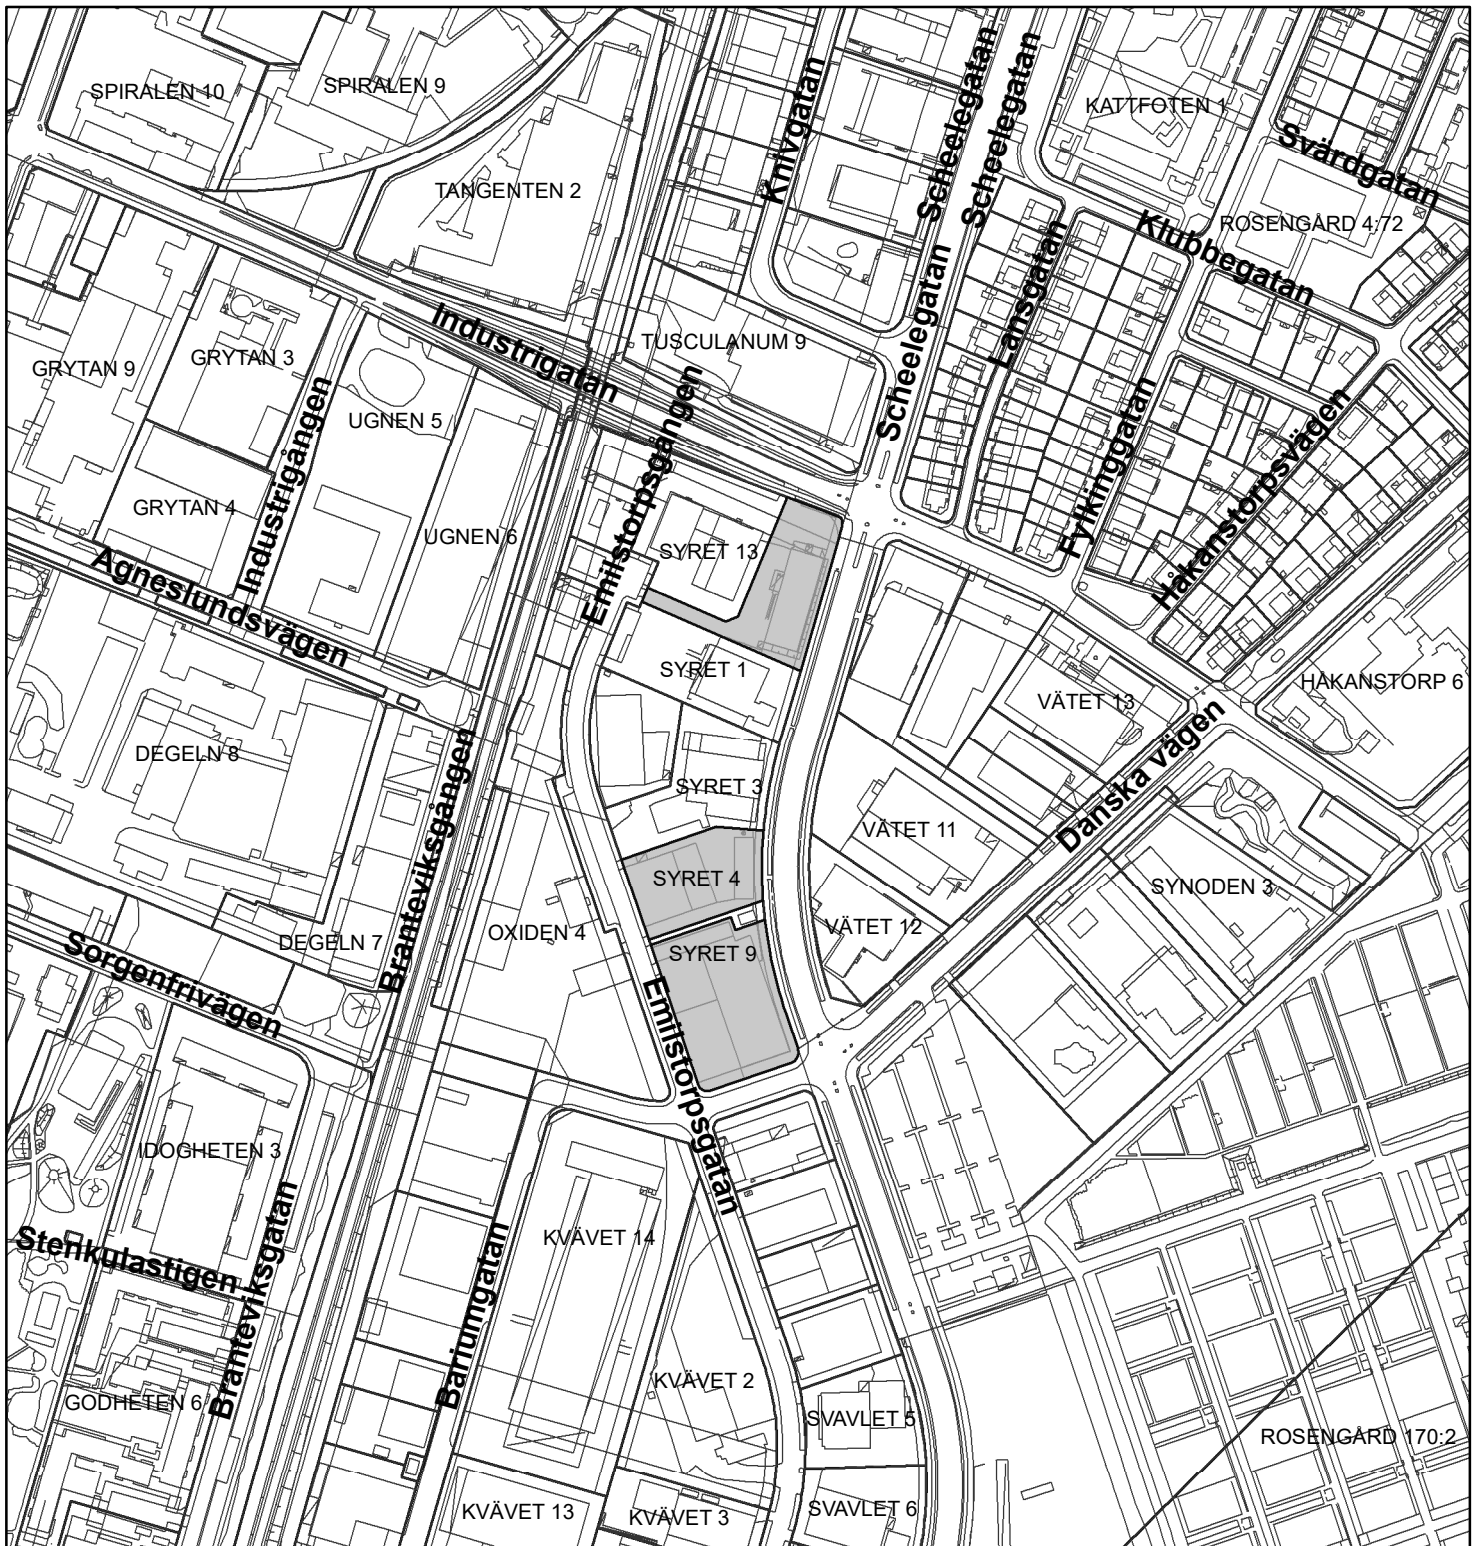 SPIRALEN 10
SPIRALEN 9
Knivgatan
Scheelegatan
Scheelegatan
KATTFOTEN 1
Svärdgatan
TANGENTEN 2
ROSENGÅRD 4:72
Klubbegatan
Lansgatan
Scheelegatan
Industrigatan
TUSCULANUM 9
GRYTAN 9
GRYTAN 3
UGNEN 5
Industrigången
Emilstorpsgången
Fylkinggatan
Håkanstorpsvägen
GRYTAN 4
UGNEN 6
SYRET 13
Agneslundsvägen
SYRET 1
VÄTET 13
HÅKANSTORP 6
DEGELN 8
Branteviksgången
SYRET 3
Danska vägen
VÄTET 11
SYRET 4
SYNODEN 3
OXIDEN 4
VÄTET 12
DEGELN 7
Sorgenfrivägen
SYRET 9
Emilstorpsgatan
IDOGHETEN 3
KVÄVET 14
Stenkulastigen
Branteviksgatan
Bariumgatan
KVÄVET 2
GODHETEN 6
SVAVLET 5
ROSENGÅRD 170:2
KVÄVET 13
KVÄVET 3
SVAVLET 6